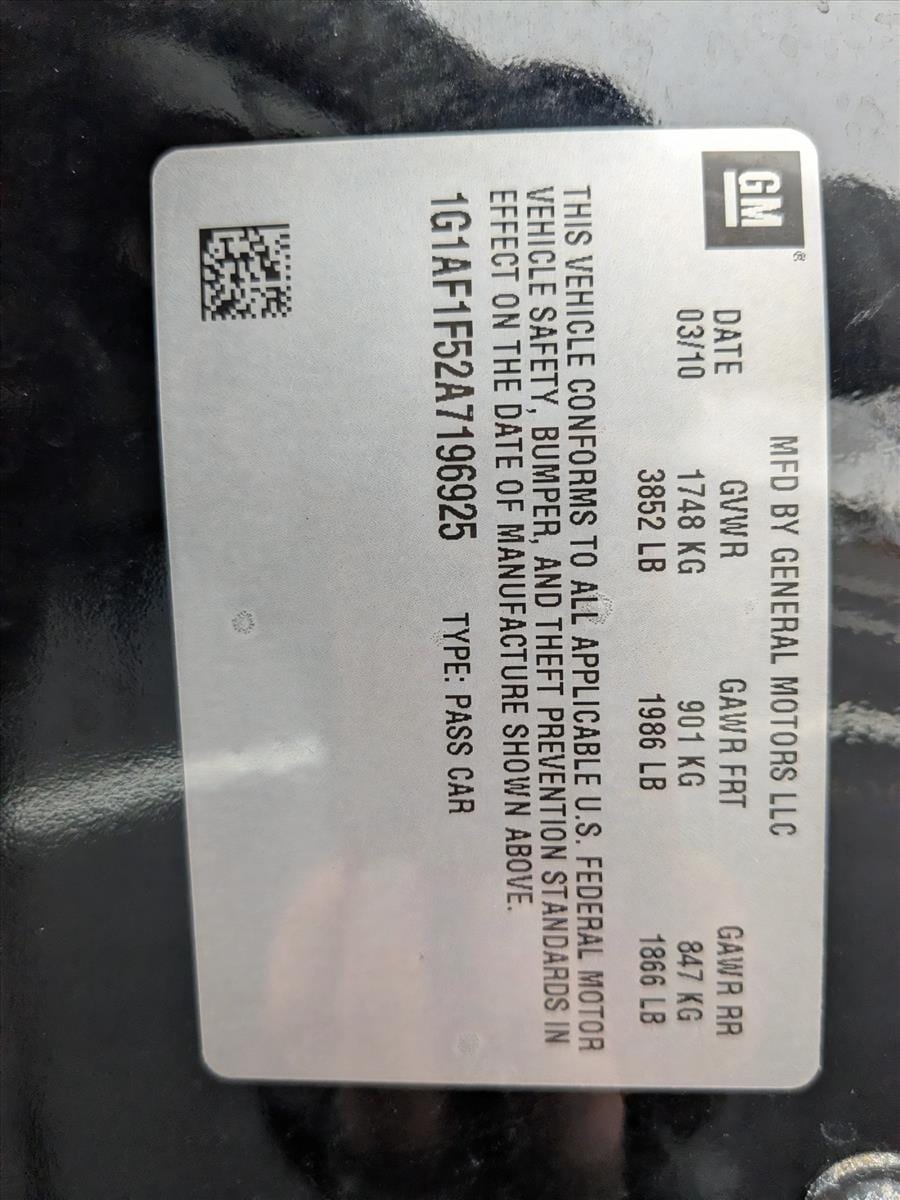 GM®
MFD BY GENERAL MOTORS LLC
DATE GVWR GAWR FRT GAWR RR
03/10 1748 KG 901 KG 847 KG
3852 LB 1986 LB 1866 LB
THIS VEHICLE CONFORMS TO ALL APPLICABLE U.S. FEDERAL MOTOR
VEHICLE SAFETY, BUMPER, AND THEFT PREVENTION STANDARDS IN
EFFECT ON THE DATE OF MANUFACTURE SHOWN ABOVE.
1G1AF1F52A7196925 TYPE: PASS CAR